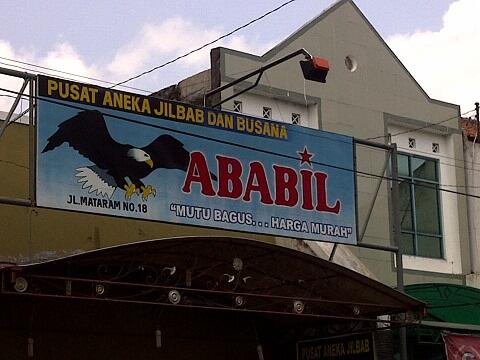 PUSAT ANEKA JILBAB DAN BUSANA
ABABIL
JL.MATARAM NO.18
"MUTU BAGUS... HARGA MURAH"
PUSAT ANEKA JILBAB